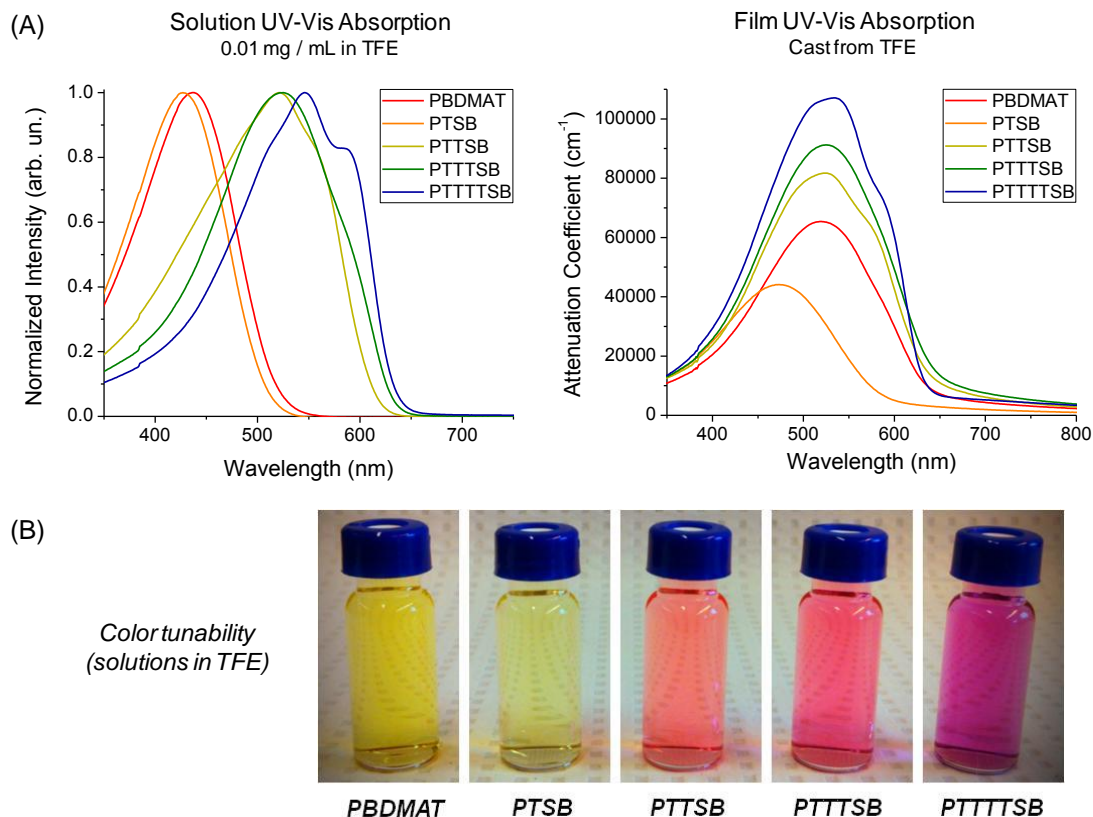 (A)
Solution UV-Vis Absorption
0.01 mg / mL in TFE
Normalized Intensity (arb. un.)
1.0
0.8
0.6
0.4
0.2
0.0
PBDMAT
PTSB
PTTSB
PTTTSB
PTTTTSB
400
500
600
700
Wavelength (nm)
Film UV-Vis Absorption
Cast from TFE
Attenuation Coefficient (cm⁻¹)
100000
80000
60000
40000
20000
0
PBDMAT
PTSB
PTTSB
PTTTSB
PTTTTSB
400
500
600
700
800
Wavelength (nm)
(B)
Color tunability
(solutions in TFE)
PBDMAT
PTSB
PTTSB
PTTTSB
PTTTTSB